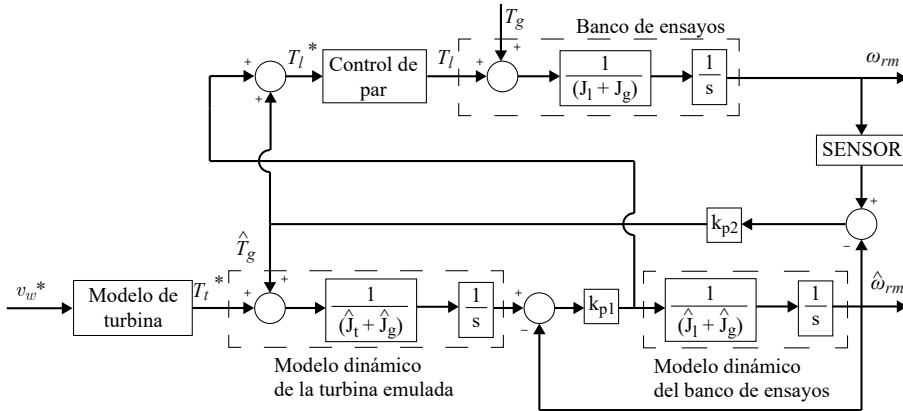 T_g
Banco de ensayos
T_l *
Control de
par
T_l
1
(J_l + J_g)
1
s
ω_rm
+
+
+
+
SENSOR
+
−
k_p2
T̂_g
v_w*
Modelo de
turbina
T_t *
+
+
1
(Ĵ_t + Ĵ_g)
1
s
+
−
k_p1
1
(Ĵ_l + Ĵ_g)
1
s
ω̂_rm
Modelo dinámico
de la turbina emulada
Modelo dinámico
del banco de ensayos